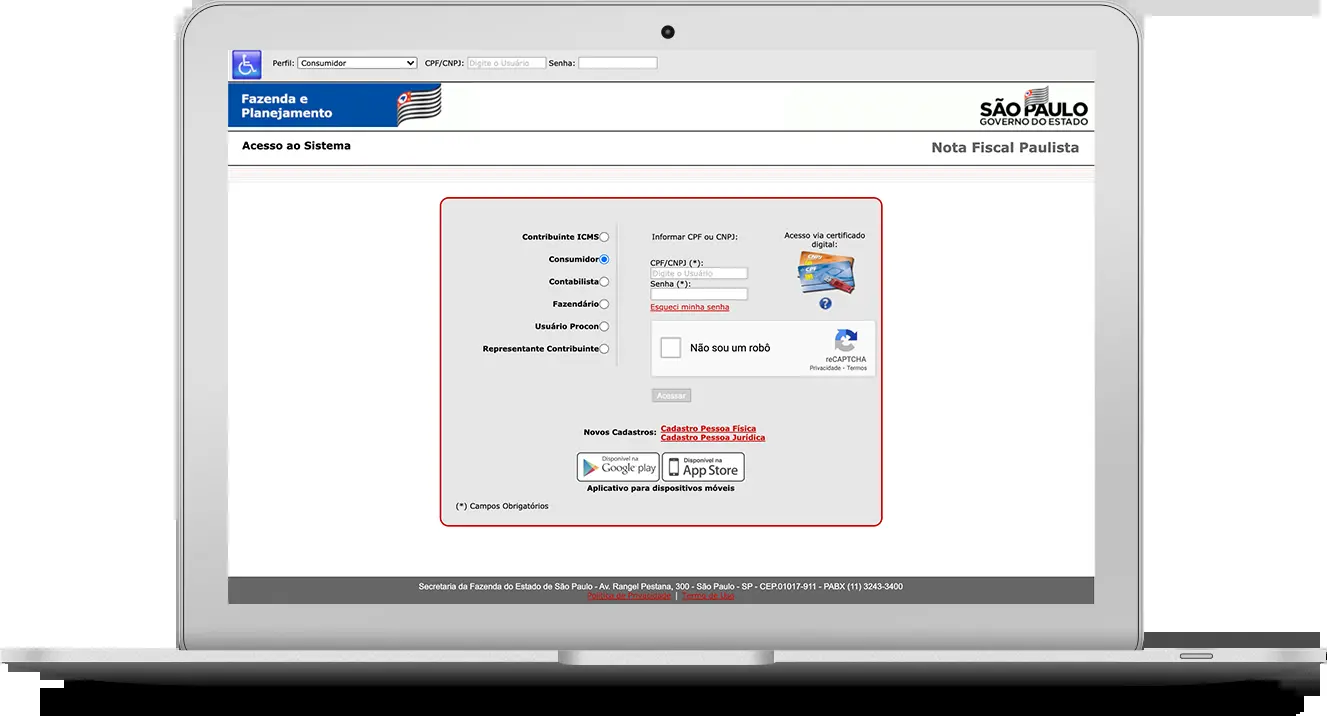 Perfil: Consumidor CPF/CNPJ: Digite o Usuário Senha:
Fazenda e
Planejamento
SÃO PAULO
GOVERNO DO ESTADO
Acesso ao Sistema
Nota Fiscal Paulista
Contribuinte ICMS
Consumidor
Contabilista
Fazendário
Usuário Procon
Representante Contribuinte
Informar CPF ou CNPJ:
CPF/CNPJ (*):
Digite o Usuário
Senha (*):
Esqueci minha senha
Acesso via certificado
digital:
CNPJ
CPF
?
Não sou um robô
reCAPTCHA
Privacidade - Termos
Acessar
Novos Cadastros: Cadastro Pessoa Física
Cadastro Pessoa Jurídica
Disponível na
Google play
Disponível na
App Store
Aplicativo para dispositivos móveis
(*) Campos Obrigatórios
Secretaria da Fazenda do Estado de São Paulo - Av. Rangel Pestana, 300 - São Paulo - SP - CEP.01017-911 - PABX (11) 3243-3400
Política de Privacidade | Termo de Uso